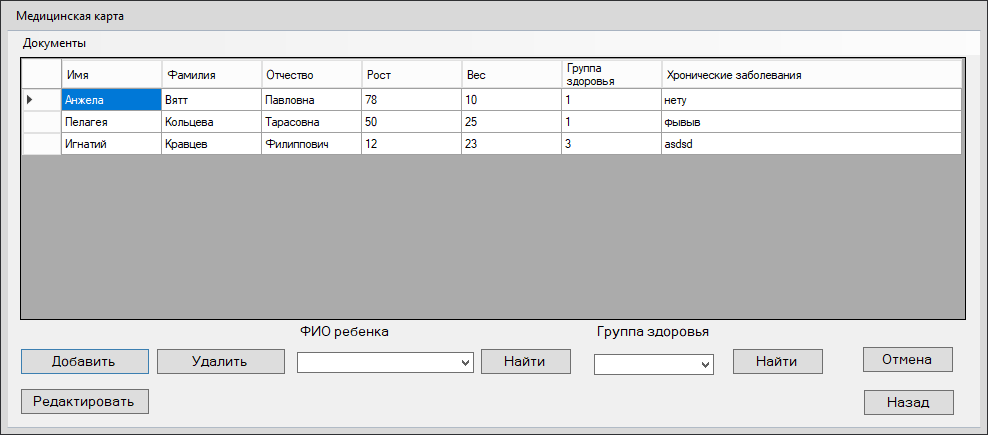 Медицинская карта
Документы
Имя Фамилия Отчество Рост Вес Группа здоровья Хронические заболевания
Анжела Вятт Павловна 78 10 1 нету
Пелагея Кольцева Тарасовна 50 25 1 фывыв
Игнатий Кравцев Филиппович 12 23 3 asdsd
ФИО ребенка Группа здоровья
Добавить Удалить Найти Найти Отмена
Редактировать Назад